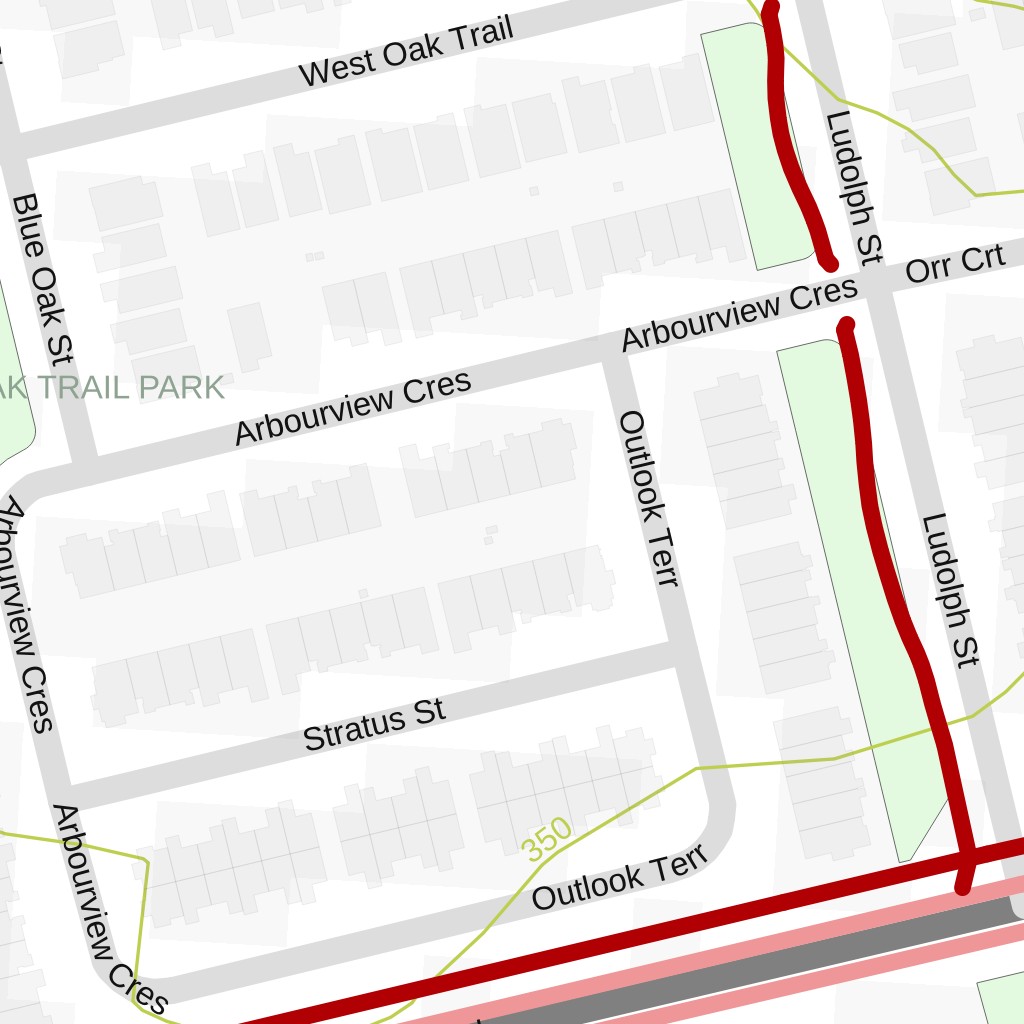 West Oak Trail
Ludolph St
Blue Oak St
Orr Crt
Arbourview Cres
AK TRAIL PARK
Arbourview Cres
Outlook Terr
Arbourview Cres
Ludolph St
Stratus St
Arbourview Cres
350
Outlook Terr